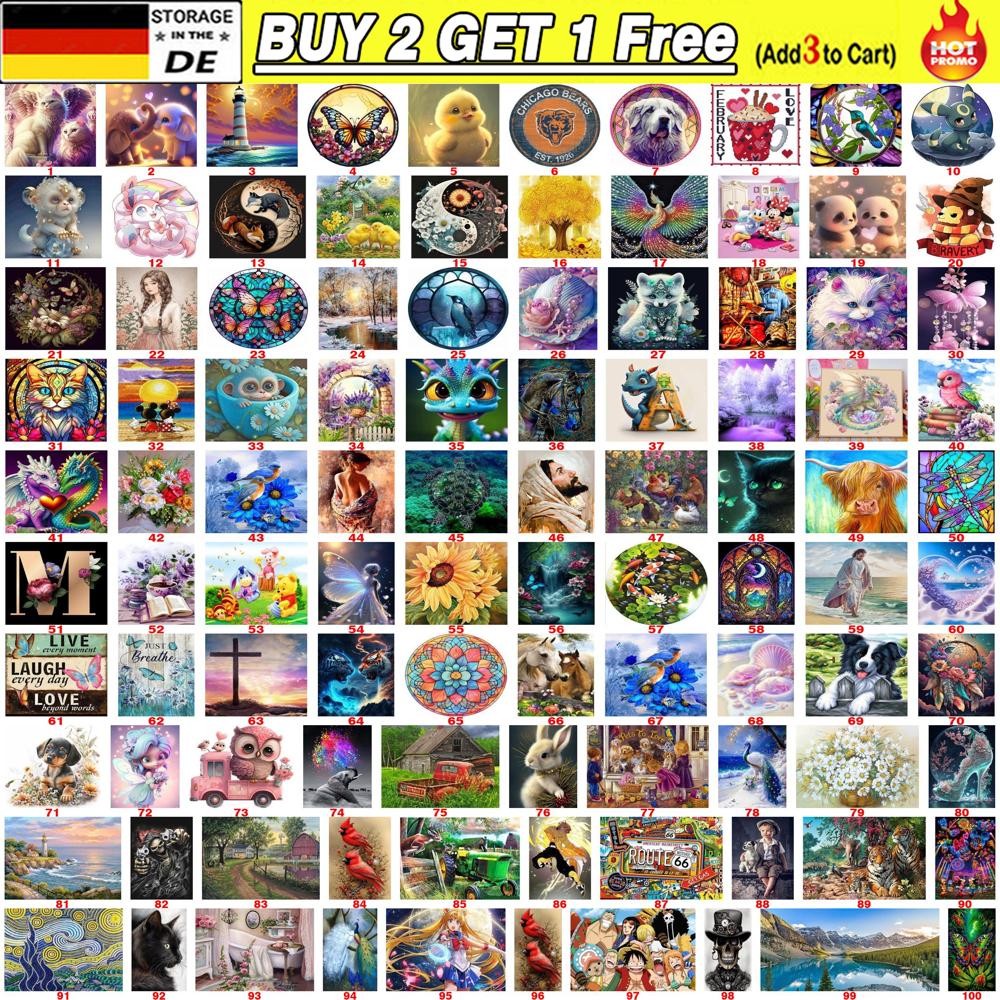 STORAGE
IN THE
DE
BUY 2 GET 1 Free
(Add 3 to Cart)
HOT
PROMO
CHICAGO BEARS
EST. 1920
FEBRUARY
LOVE
1 2 3 4 5 6 7 8 9 10
BRAVERY
11 12 13 14 15 16 17 18 19 20
21 22 23 24 25 26 27 28 29 30
31 32 33 34 35 36 37 38 39 40
41 42 43 44 45 46 47 48 49 50
M
51 52 53 54 55 56 57 58 59 60
LIVE
every moment
LAUGH
every day
LOVE
beyond words
JUST
Breathe
61 62 63 64 65 66 67 68 69 70
Pets To Love
71 72 73 74 75 76 77 78 79 80
ROUTE
66
81 82 83 84 85 86 87 88 89 90
91 92 93 94 95 96 97 98 99 100